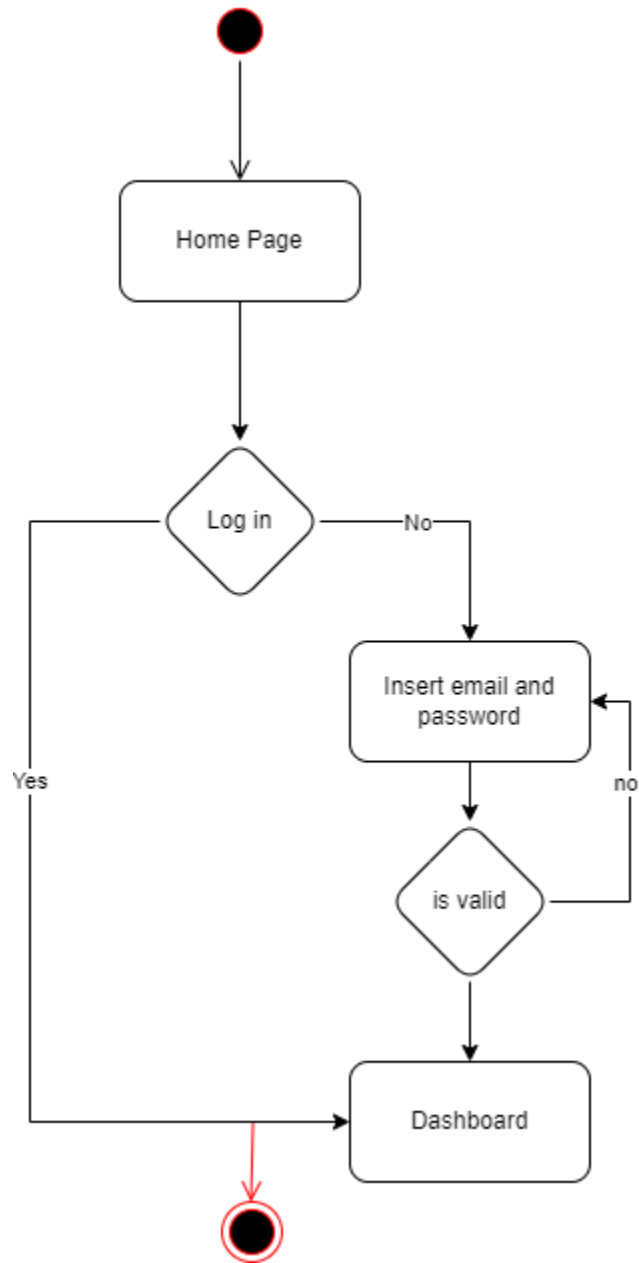 Home Page
Log in
No
Insert email and
password
Yes
no
is valid
Dashboard